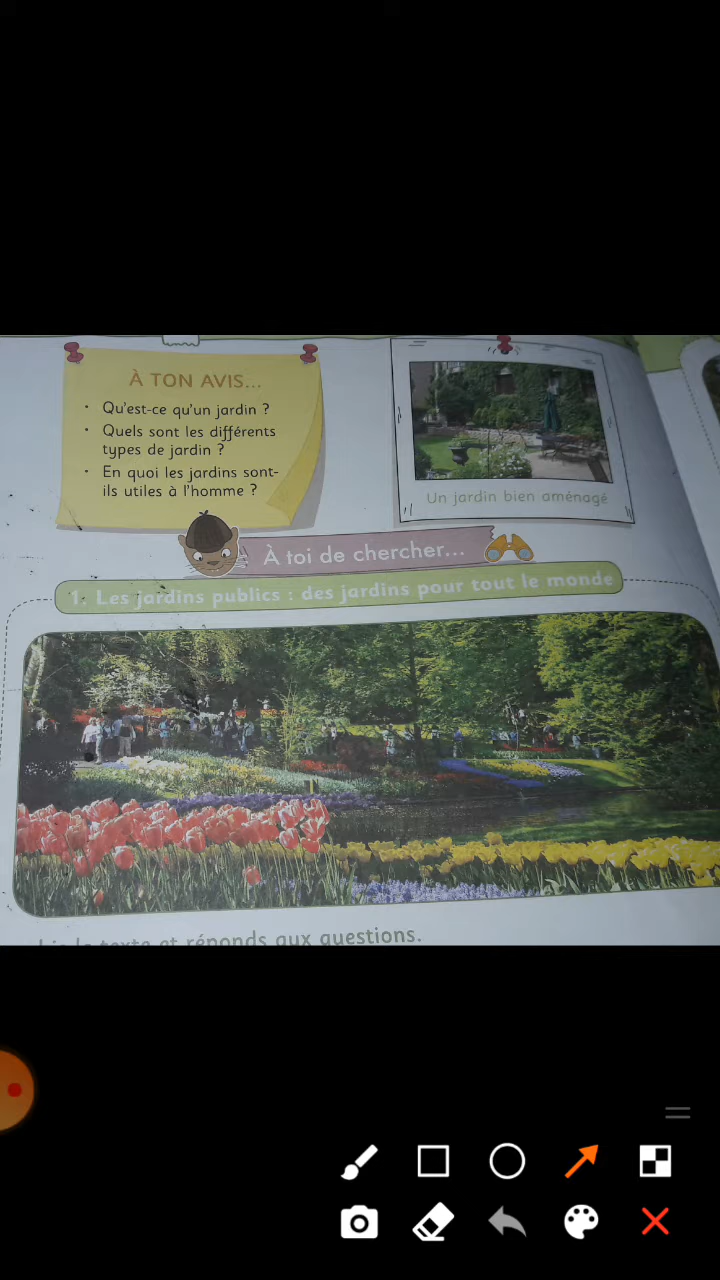 À TON AVIS...
• Qu'est-ce qu'un jardin ?
• Quels sont les différents
types de jardin ?
• En quoi les jardins sont-
ils utiles à l'homme ?
Un jardin bien aménagé
À toi de chercher...
1. Les jardins publics : des jardins pour tout le monde
texte et réponds aux questions.